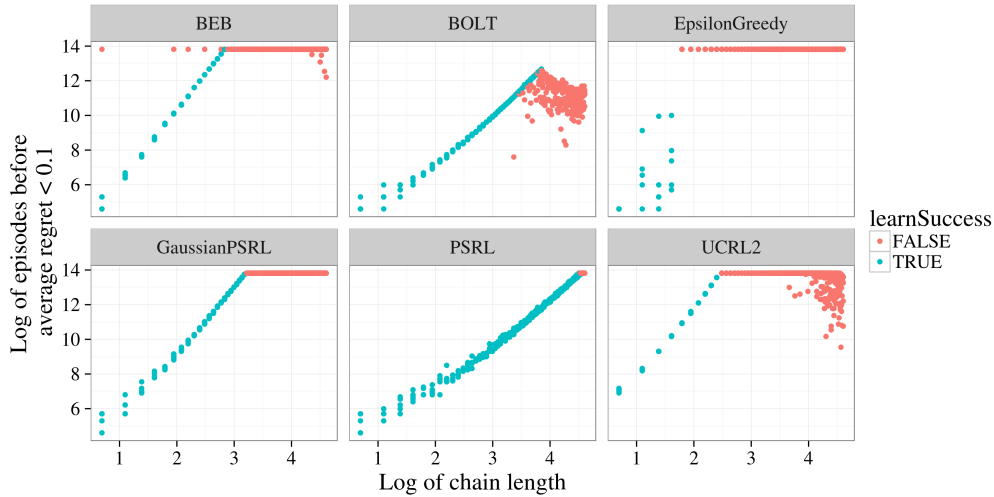 BEB
BOLT
EpsilonGreedy
14
12
10
8
6
GaussianPSRL
PSRL
UCRL2
14
12
10
8
6
1 2 3 4
1 2 3 4
1 2 3 4
Log of chain length
Log of episodes before
average regret < 0.1
learnSuccess
FALSE
TRUE